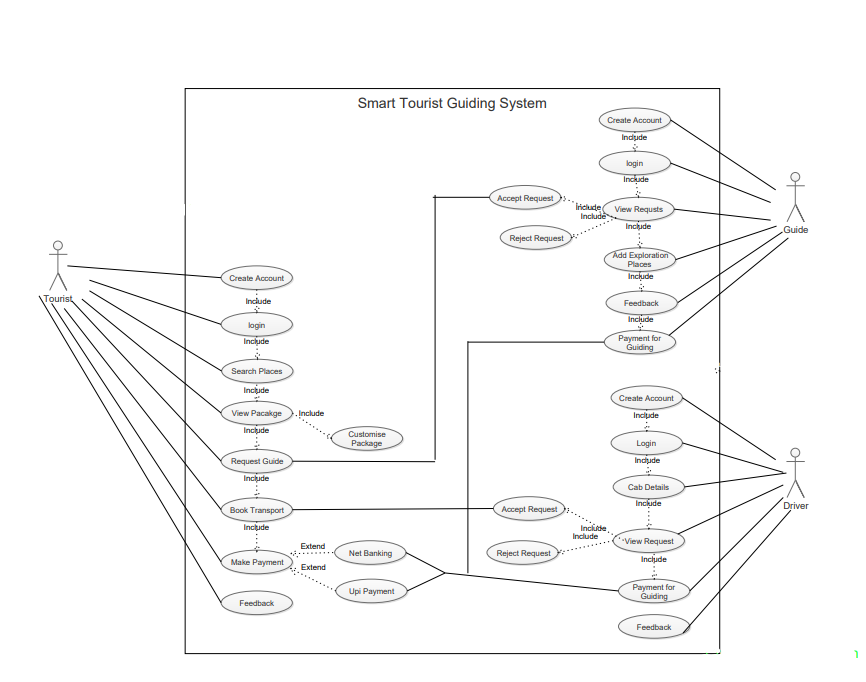 Smart Tourist Guiding System
Tourist
Create Account
Include
login
Include
Search Places
Include
View Pacakge
Include
Include
Customise
Package
Request Guide
Include
Book Transport
Include
Make Payment
Extend
Net Banking
Extend
Upi Payment
Feedback
Create Account
Include
login
Include
Accept Request
Include
Include
View Requsts
Include
Reject Request
Add Exploration
Places
Include
Feedback
Include
Payment for
Guiding
Guide
Create Account
Include
Login
Include
Cab Details
Include
Accept Request
Include
Include
View Request
Include
Reject Request
Payment for
Guiding
Feedback
Driver